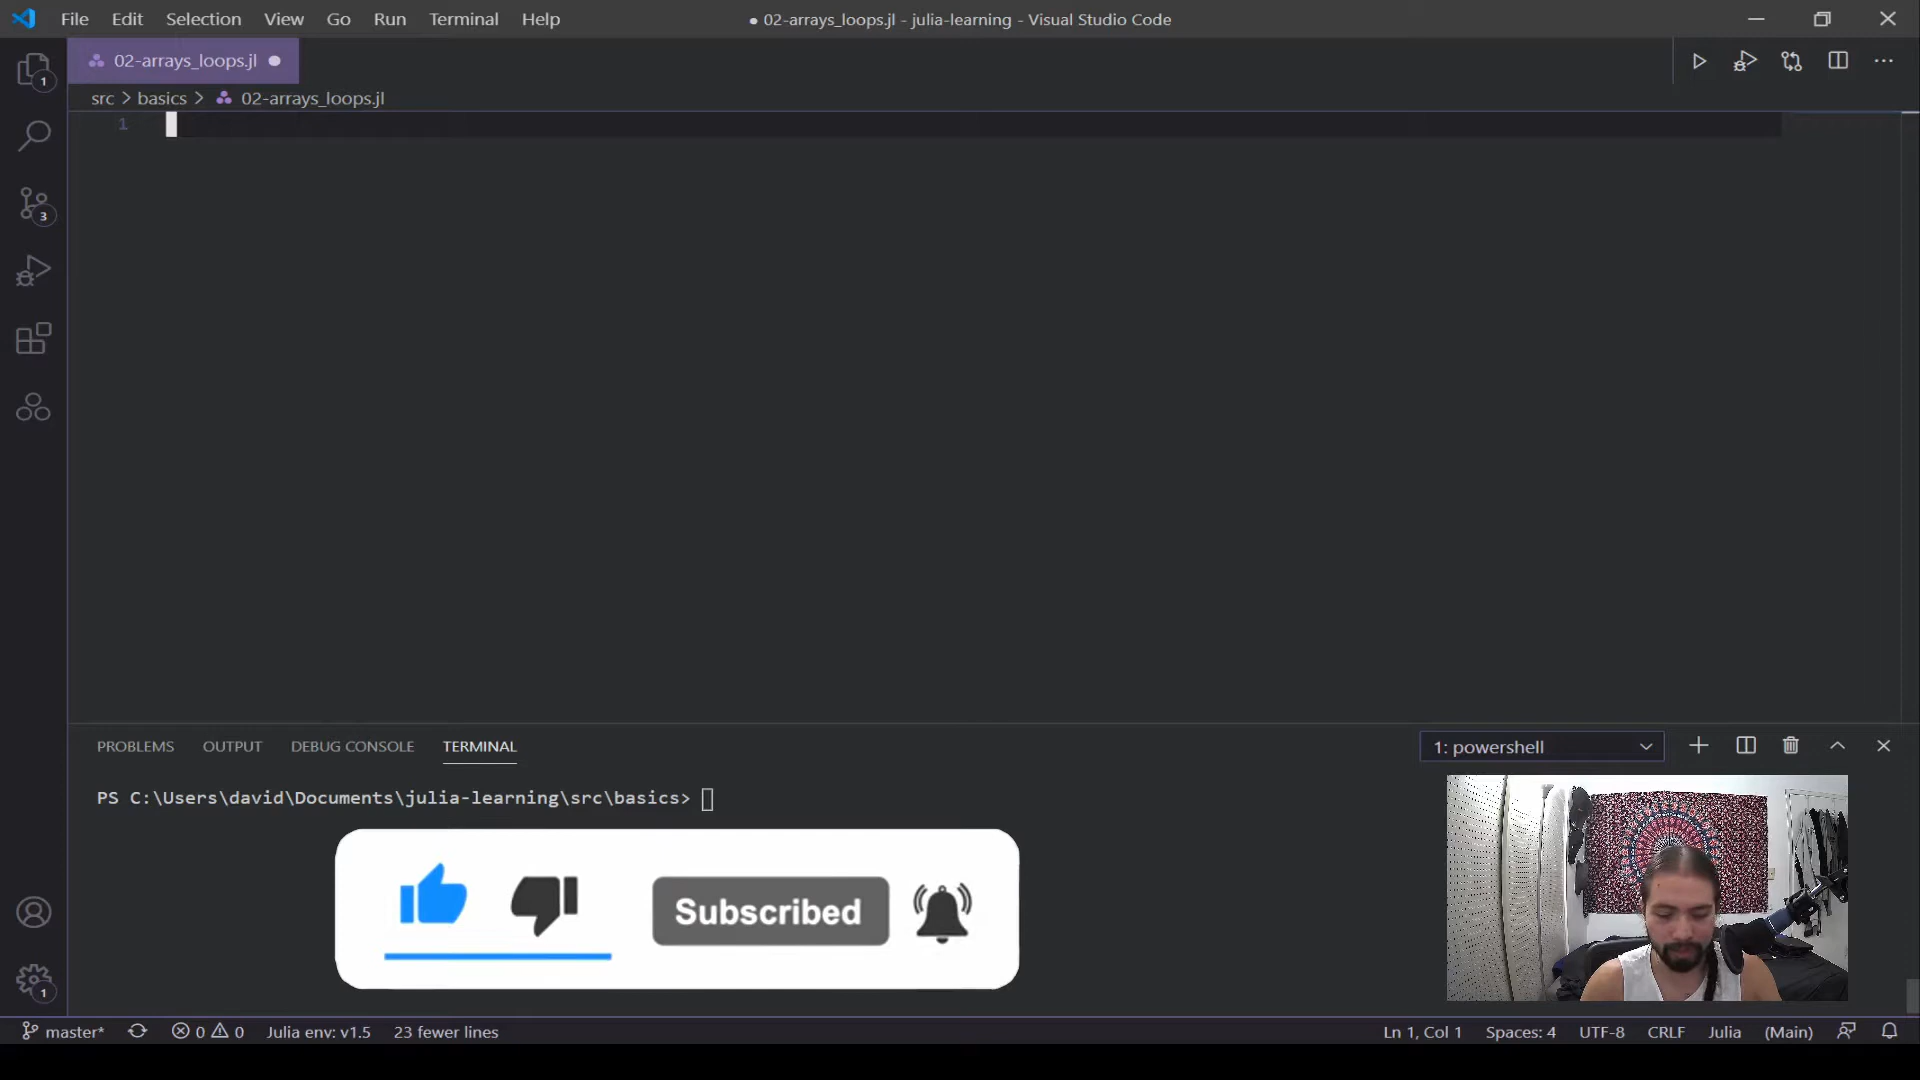 File Edit Selection View Go Run Terminal Help
● 02-arrays_loops.jl - julia-learning - Visual Studio Code
02-arrays_loops.jl
src > basics > 02-arrays_loops.jl
1
1
3
PROBLEMS OUTPUT DEBUG CONSOLE TERMINAL
1: powershell
PS C:\Users\david\Documents\julia-learning\src\basics>
Subscribed
1
master* 0 0 Julia env: v1.5 23 fewer lines
Ln 1, Col 1 Spaces: 4 UTF-8 CRLF Julia (Main)